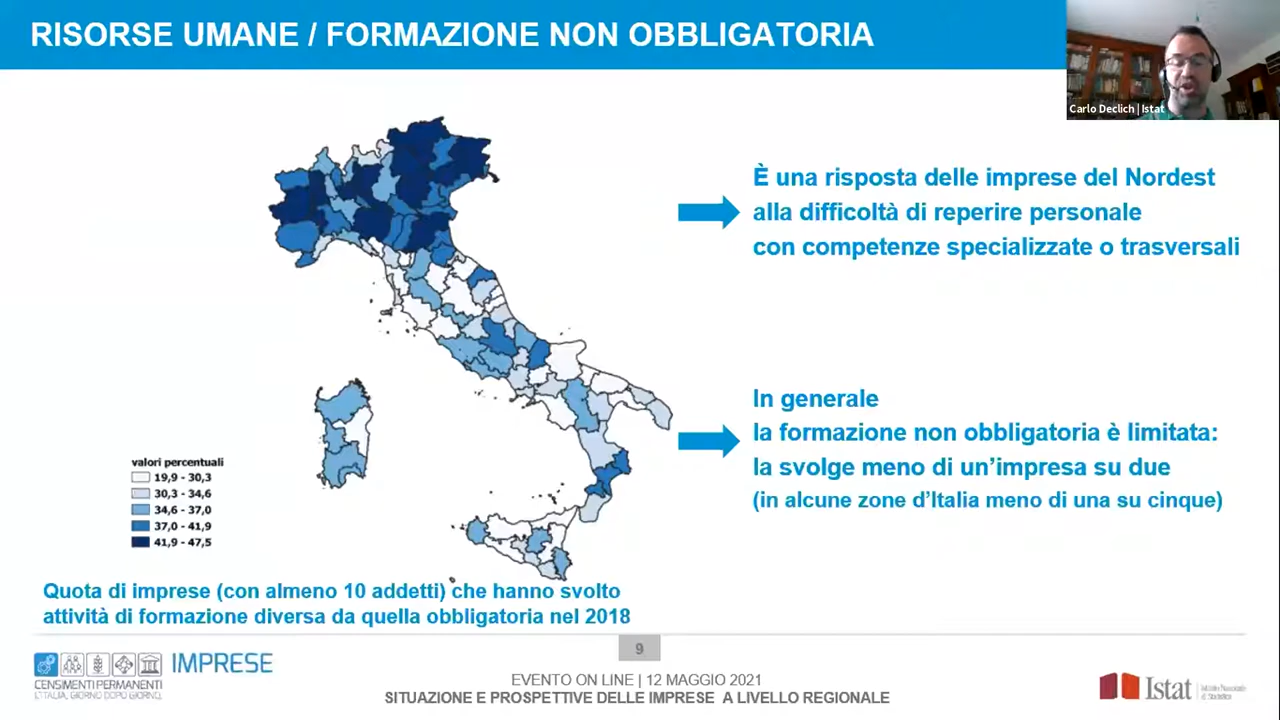 RISORSE UMANE / FORMAZIONE NON OBBLIGATORIA
Carlo Declich | Istat
È una risposta delle imprese del Nordest
alla difficoltà di reperire personale
con competenze specializzate o trasversali
In generale
la formazione non obbligatoria è limitata:
la svolge meno di un’impresa su due
(in alcune zone d’Italia meno di una su cinque)
valori percentuali
19,9 - 30,3
30,3 - 34,6
34,6 - 37,0
37,0 - 41,9
41,9 - 47,5
Quota di imprese (con almeno 10 addetti) che hanno svolto
attività di formazione diversa da quella obbligatoria nel 2018
9
IMPRESE
CENSIMENTI PERMANENTI
L'ITALIA, GIORNO DOPO GIORNO.
EVENTO ON LINE | 12 MAGGIO 2021
SITUAZIONE E PROSPETTIVE DELLE IMPRESE A LIVELLO REGIONALE
Istat
Istituto Nazionale
di Statistica